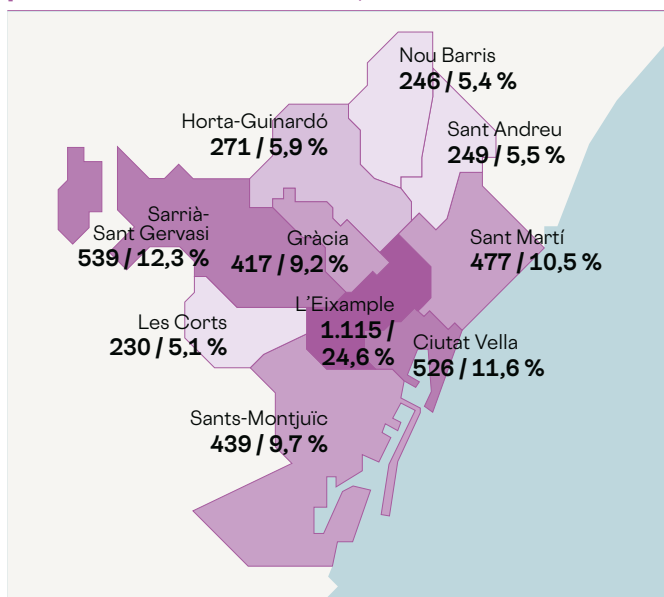 Nou Barris
246 / 5,4 %
Horta-Guinardó
271 / 5,9 %
Sant Andreu
249 / 5,5 %
Sarrià-
Sant Gervasi
539 / 12,3 %
Gràcia
417 / 9,2 %
Sant Martí
477 / 10,5 %
L'Eixample
1.115 /
24,6 %
Les Corts
230 / 5,1 %
Ciutat Vella
526 / 11,6 %
Sants-Montjuïc
439 / 9,7 %